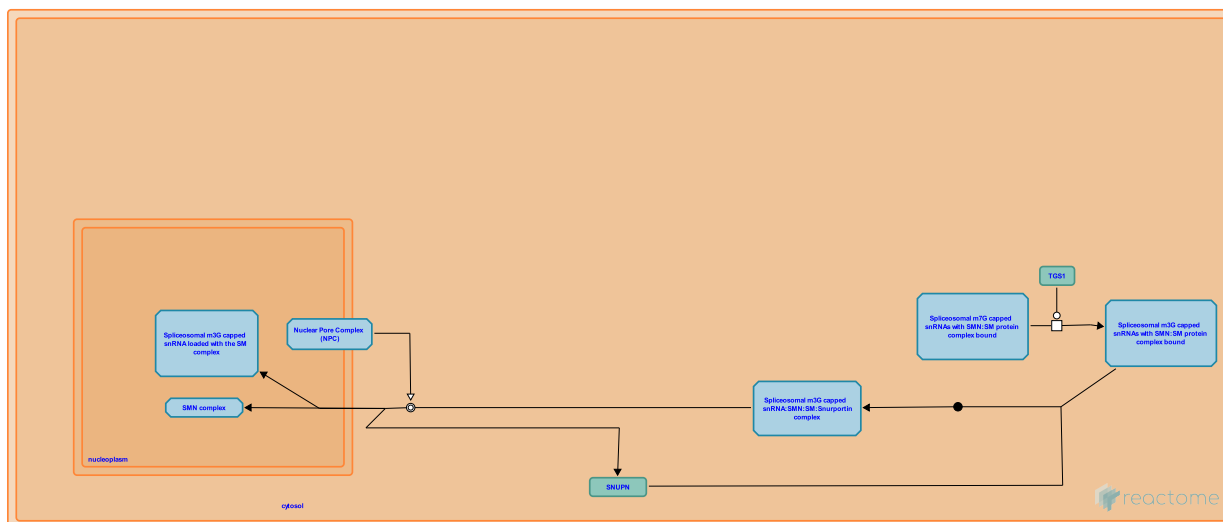 TGS1
Spliceosomal m7G capped
snRNAs with SMN:SM protein
complex bound
Spliceosomal m3G capped
snRNAs with SMN:SM protein
complex bound
Nuclear Pore Complex
(NPC)
Spliceosomal m3G capped
snRNA loaded with the SM
complex
SMN complex
Spliceosomal m3G capped
snRNA:SMN:SM:Snurportin
complex
nucleoplasm
SNUPN
cytosol
reactome